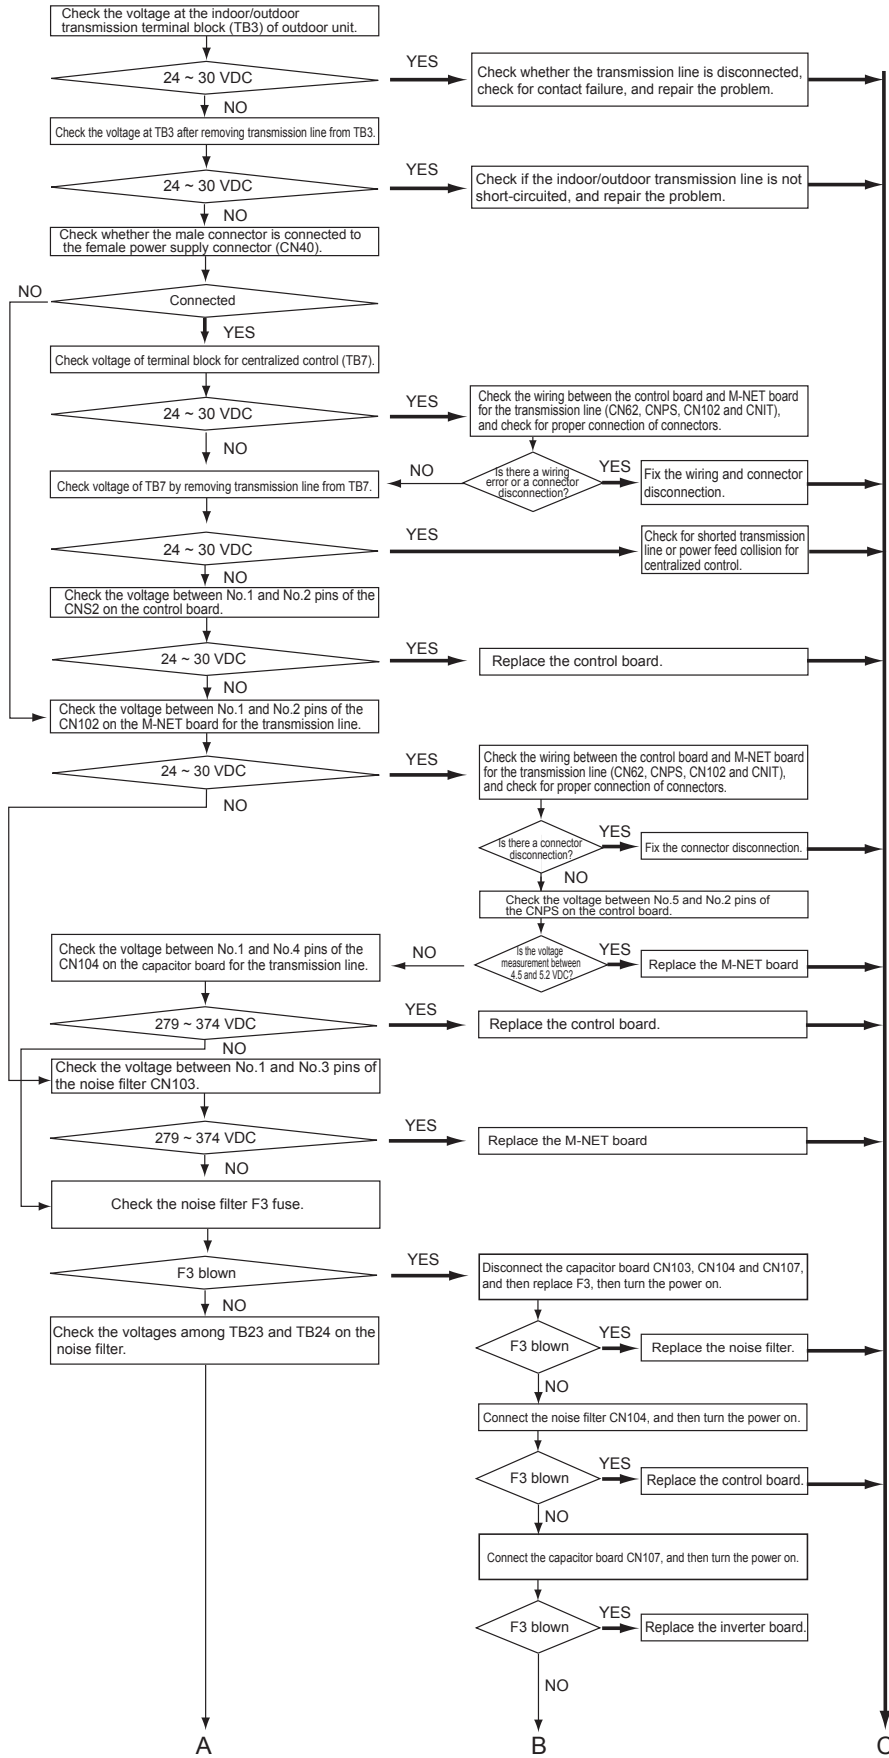 Check the voltage at the indoor/outdoor
transmission terminal block (TB3) of outdoor unit.
24 ~ 30 VDC
YES
Check whether the transmission line is disconnected,
check for contact failure, and repair the problem.
NO
Check the voltage at TB3 after removing transmission line from TB3.
24 ~ 30 VDC
YES
Check if the indoor/outdoor transmission line is not
short-circuited, and repair the problem.
NO
Check whether the male connector is connected to
the female power supply connector (CN40).
NO
Connected
YES
Check voltage of terminal block for centralized control (TB7).
24 ~ 30 VDC
YES
Check the wiring between the control board and M-NET board
for the transmission line (CN62, CNPS, CN102 and CNIT),
and check for proper connection of connectors.
NO
Is there a wiring
error or a connector
disconnection?
YES
Fix the wiring and connector
disconnection.
NO
Check voltage of TB7 by removing transmission line from TB7.
24 ~ 30 VDC
YES
Check for shorted transmission
line or power feed collision for
centralized control.
NO
Check the voltage between No.1 and No.2 pins of the
CNS2 on the control board.
24 ~ 30 VDC
YES
Replace the control board.
NO
Check the voltage between No.1 and No.2 pins of the
CN102 on the M-NET board for the transmission line.
24 ~ 30 VDC
YES
Check the wiring between the control board and M-NET board
for the transmission line (CN62, CNPS, CN102 and CNIT),
and check for proper connection of connectors.
NO
Is there a connector
disconnection?
YES
Fix the connector disconnection.
NO
Check the voltage between No.5 and No.2 pins of
the CNPS on the control board.
Is the voltage
measurement between
4.5 and 5.2 VDC?
YES
Replace the M-NET board
NO
Check the voltage between No.1 and No.4 pins of the
CN104 on the capacitor board for the transmission line.
279 ~ 374 VDC
YES
Replace the control board.
NO
Check the voltage between No.1 and No.3 pins of
the noise filter CN103.
279 ~ 374 VDC
YES
Replace the M-NET board
NO
Check the noise filter F3 fuse.
F3 blown
YES
Disconnect the capacitor board CN103, CN104 and CN107,
and then replace F3, then turn the power on.
NO
Check the voltages among TB23 and TB24 on the
noise filter.
F3 blown
YES
Replace the noise filter.
NO
Connect the noise filter CN104, and then turn the power on.
F3 blown
YES
Replace the control board.
NO
Connect the capacitor board CN107, and then turn the power on.
F3 blown
YES
Replace the inverter board.
NO
A
B
C